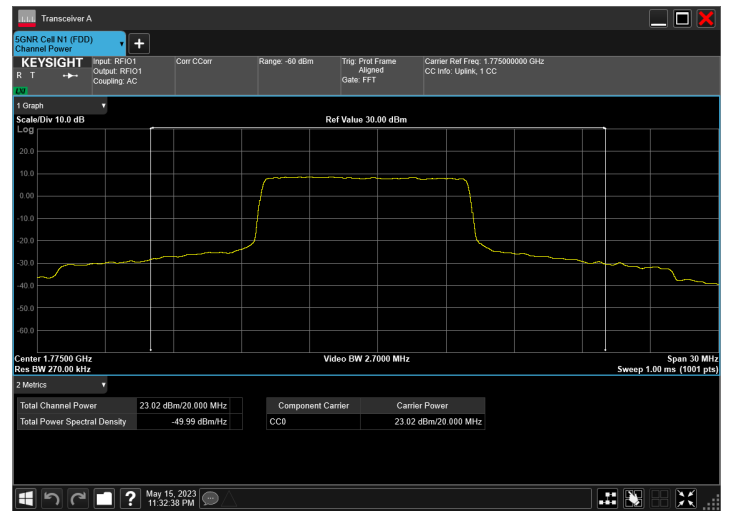 Transceiver A
5GNR Cell N1 (FDD)
Channel Power
KEYSIGHT
R T
LXI
Input: RFIO1
Output: RFIO1
Coupling: AC
Corr CCorr
Range: -60 dBm
Trig: Prot Frame
Aligned
Gate: FFT
Carrier Ref Freq: 1.775000000 GHz
CC Info: Uplink, 1 CC
1 Graph
Scale/Div 10.0 dB
Ref Value 30.00 dBm
Log
20.0
10.0
0.00
-10.0
-20.0
-30.0
-40.0
-50.0
-60.0
Center 1.77500 GHz
Video BW 2.7000 MHz
Span 30 MHz
Res BW 270.00 kHz
Sweep 1.00 ms (1001 pts)
2 Metrics
Total Channel Power 23.02 dBm/20.000 MHz
Total Power Spectral Density -49.99 dBm/Hz
Component Carrier Carrier Power
CC0 23.02 dBm/20.000 MHz
?
May 15, 2023
11:32:38 PM